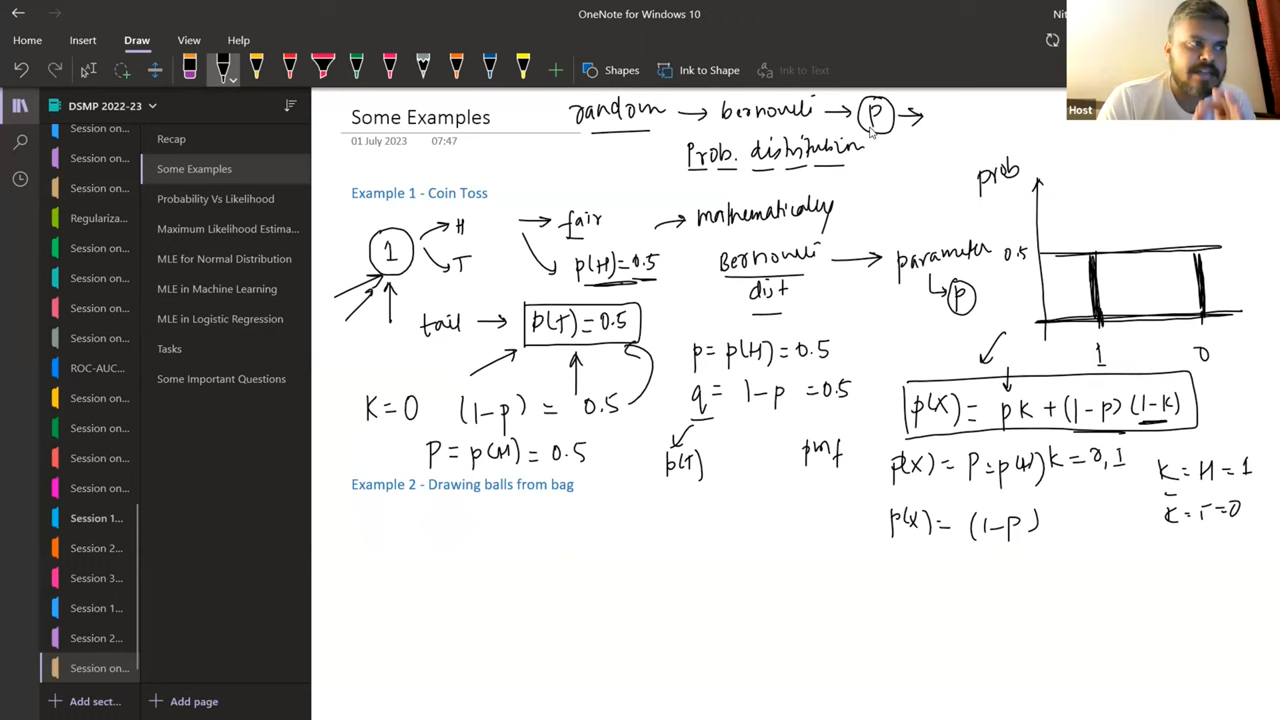 OneNote for Windows 10
Nit
Home Insert Draw View Help
Shapes Ink to Shape Ink to Text
Host
DSMP 2022-23
Session on...
Session on...
Session on...
Regulariza...
Session on...
Session on...
Session on...
Session on...
ROC-AUC...
Session on...
Session on...
Session on...
Session on...
Session 1...
Session 2...
Session 3...
Session 1...
Session 2...
Session on...
Add sect...
Recap
Some Examples
Probability Vs Likelihood
Maximum Likelihood Estima...
MLE for Normal Distribution
MLE in Machine Learning
MLE in Logistic Regression
Tasks
Some Important Questions
Add page
Some Examples
01 July 2023 07:47
random → bernouli → p →
Prob. distribution
Example 1 - Coin Toss
1 H T
→ fair → mathematically
p(H)=0.5
Bernouli dist → parameter
p
tail → p(T)=0.5
p = p(H) = 0.5
K=0 (1-p) = 0.5
q = 1-p = 0.5
P = p(H) = 0.5
p(T)
pmf
prob
0.5
1 0
p(X) = pk + (1-p) (1-k)
p(X) = P = p(H) k = 0, 1
K = H = 1
p(X) = (1-p)
K = T = 0
Example 2 - Drawing balls from bag